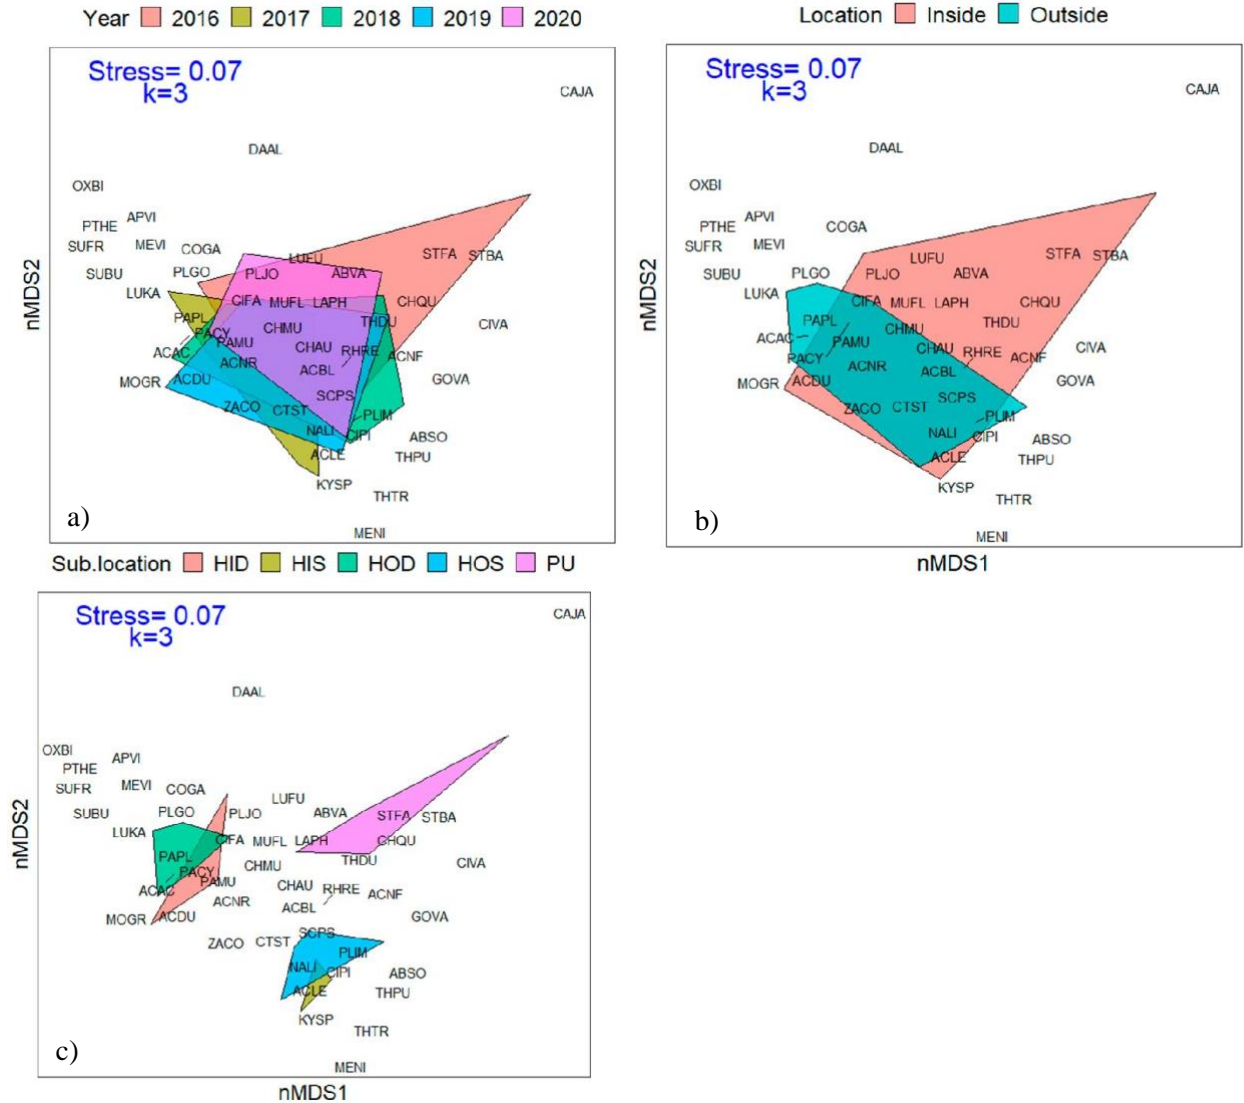 Year 2016 2017 2018 2019 2020
Stress= 0.07
k=3
CAJA
DAAL
OXBI
APVI
PTHE
SUFR
MEVI
COGA
LUFU
STFA
STBA
SUBU
PLGO
PLJO
ABVA
LUKA
CIFA
MUFL
LAPH
CHQU
PAPL
THDU
CIVA
PACY
CHMU
PAMU
ACAC
CHAU
RHRE
ACNF
ACNR
ACBL
MOGR
ACDU
GOVA
SCPS
ZACO
CTST
PLIM
NALI
CIPI
ABSO
ACLE
THPU
KYSP
THTR
MENI
nMDS2
a)
Location Inside Outside
Stress= 0.07
k=3
CAJA
DAAL
OXBI
APVI
PTHE
COGA
SUFR
MEVI
LUFU
STFA
STBA
SUBU
PLGO
PLJO
ABVA
LUKA
CIFA
MUFL
LAPH
CHQU
PAPL
CHMU
THDU
ACAC
PAMU
CHAU
RHRE
CIVA
PACY
ACNR
ACBL
ACNF
MOGR
ACDU
GOVA
SCPS
ZACO
CTST
PLIM
NALI
CIPI
ABSO
ACLE
THPU
KYSP
THTR
MENI
nMDS2
nMDS1
b)
Sub.location HID HIS HOD HOS PU
Stress= 0.07
k=3
CAJA
DAAL
OXBI
APVI
PTHE
SUFR
MEVI
COGA
LUFU
SUBU
PLGO
PLJO
ABVA
STFA
STBA
LUKA
CIFA
MUFL
LAPH
CHQU
PAPL
THDU
CIVA
PACY
CHMU
PAMU
ACAC
CHAU
RHRE
ACNF
ACNR
ACBL
MOGR
ACDU
GOVA
SCPS
ZACO
CTST
PLIM
NALI
CIPI
ABSO
ACLE
THPU
KYSP
THTR
MENI
nMDS2
nMDS1
c)